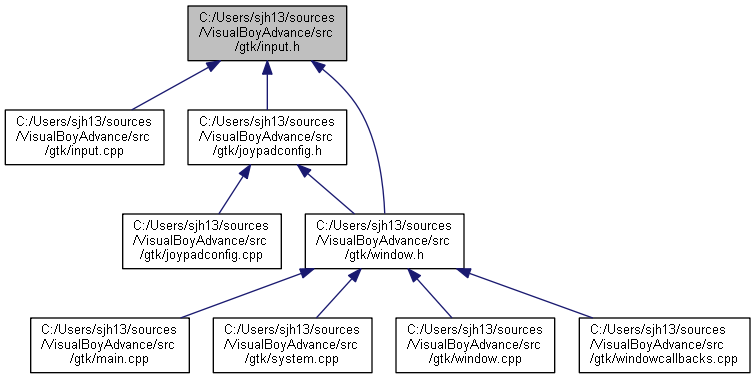 C:/Users/sjh13/sources
/VisualBoyAdvance/src
/gtk/input.h
C:/Users/sjh13/sources
/VisualBoyAdvance/src
/gtk/input.cpp
C:/Users/sjh13/sources
/VisualBoyAdvance/src
/gtk/joypadconfig.h
C:/Users/sjh13/sources
/VisualBoyAdvance/src
/gtk/joypadconfig.cpp
C:/Users/sjh13/sources
/VisualBoyAdvance/src
/gtk/window.h
C:/Users/sjh13/sources
/VisualBoyAdvance/src
/gtk/main.cpp
C:/Users/sjh13/sources
/VisualBoyAdvance/src
/gtk/system.cpp
C:/Users/sjh13/sources
/VisualBoyAdvance/src
/gtk/window.cpp
C:/Users/sjh13/sources
/VisualBoyAdvance/src
/gtk/windowcallbacks.cpp